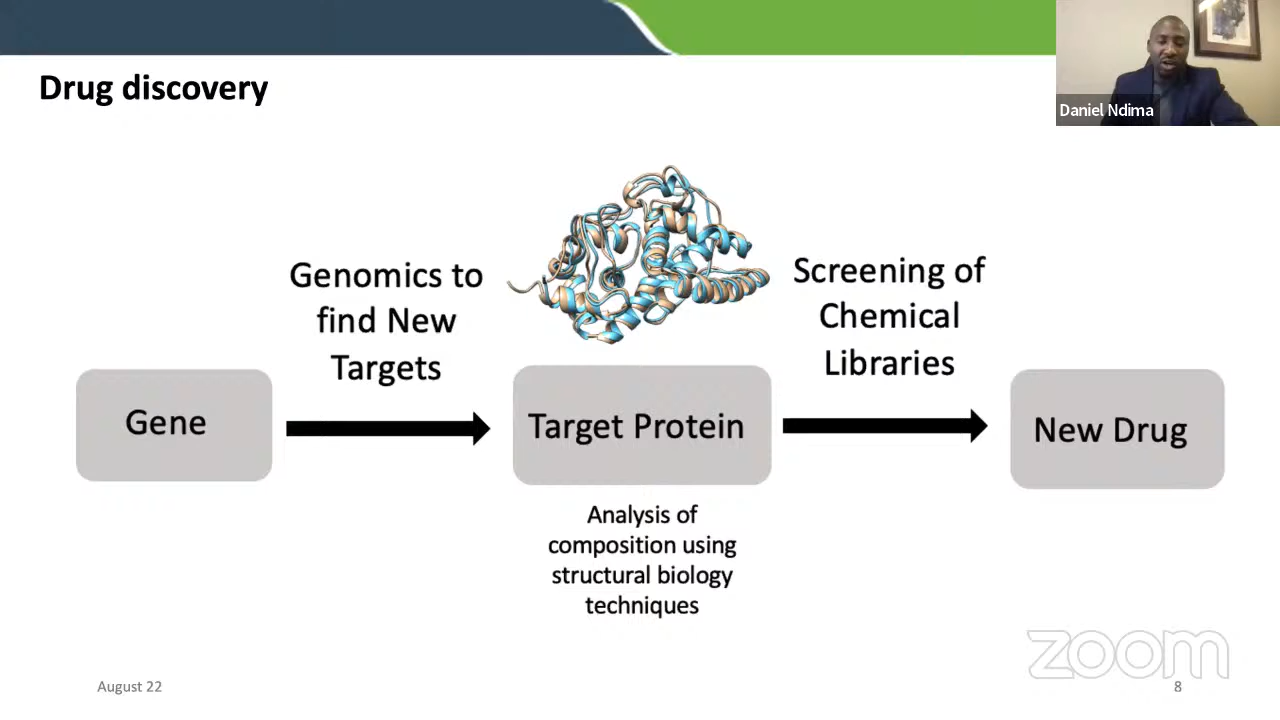 Drug discovery
Daniel Ndima
Genomics to
find New
Targets
Screening of
Chemical
Libraries
Gene
Target Protein
New Drug
Analysis of
composition using
structural biology
techniques
zoom
August 22
8